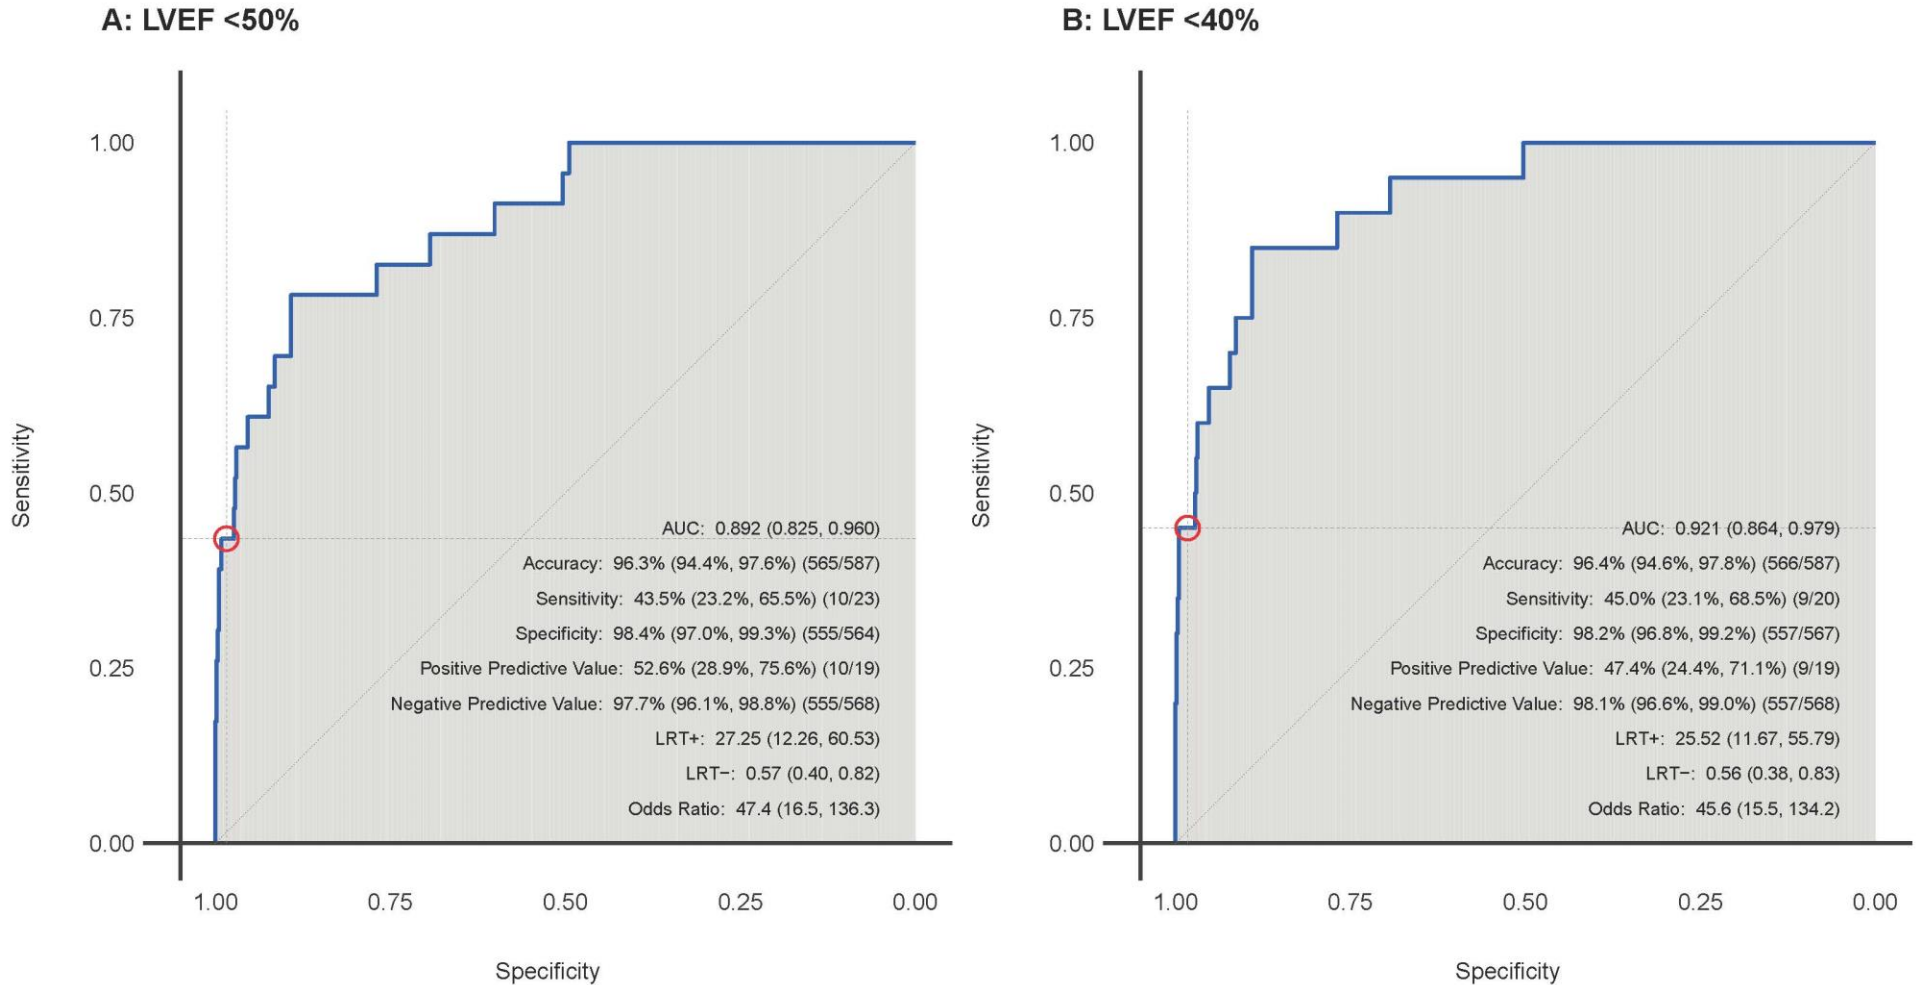 A: LVEF <50%
1.00
0.75
0.50
0.25
0.00
Sensitivity
AUC: 0.892 (0.825, 0.960)
Accuracy: 96.3% (94.4%, 97.6%) (565/587)
Sensitivity: 43.5% (23.2%, 65.5%) (10/23)
Specificity: 98.4% (97.0%, 99.3%) (555/564)
Positive Predictive Value: 52.6% (28.9%, 75.6%) (10/19)
Negative Predictive Value: 97.7% (96.1%, 98.8%) (555/568)
LRT+: 27.25 (12.26, 60.53)
LRT−: 0.57 (0.40, 0.82)
Odds Ratio: 47.4 (16.5, 136.3)
1.00 0.75 0.50 0.25 0.00
Specificity
B: LVEF <40%
1.00
0.75
0.50
0.25
0.00
Sensitivity
AUC: 0.921 (0.864, 0.979)
Accuracy: 96.4% (94.6%, 97.8%) (566/587)
Sensitivity: 45.0% (23.1%, 68.5%) (9/20)
Specificity: 98.2% (96.8%, 99.2%) (557/567)
Positive Predictive Value: 47.4% (24.4%, 71.1%) (9/19)
Negative Predictive Value: 98.1% (96.6%, 99.0%) (557/568)
LRT+: 25.52 (11.67, 55.79)
LRT−: 0.56 (0.38, 0.83)
Odds Ratio: 45.6 (15.5, 134.2)
1.00 0.75 0.50 0.25 0.00
Specificity